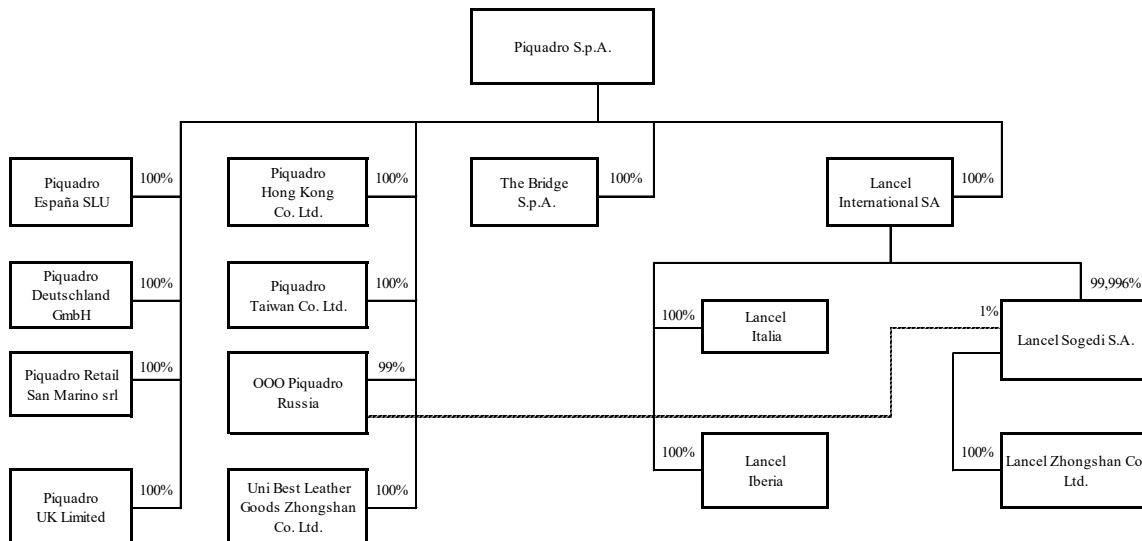 Piquadro S.p.A.
Piquadro
España SLU
100%
Piquadro
Hong Kong
Co. Ltd.
100%
The Bridge
S.p.A.
100%
Lancel
International SA
100%
Piquadro
Deutschland
GmbH
100%
Piquadro
Taiwan Co. Ltd.
100%
100%
Lancel
Italia
99,996%
1%
Lancel Sogedi S.A.
Piquadro Retail
San Marino srl
100%
OOO Piquadro
Russia
99%
Piquadro
UK Limited
100%
Uni Best Leather
Goods Zhongshan
Co. Ltd.
100%
100%
Lancel
Iberia
100%
Lancel Zhongshan Co
Ltd.